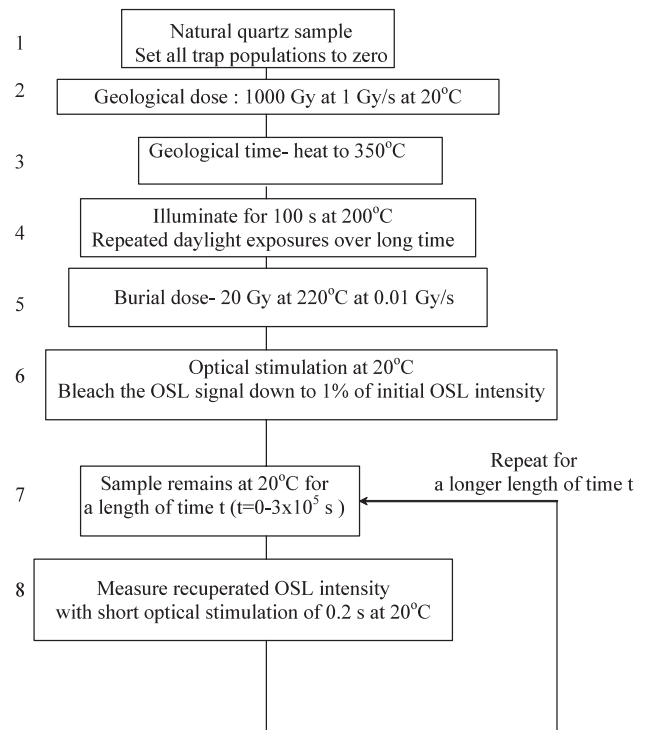 1
Natural quartz sample
Set all trap populations to zero
2
Geological dose : 1000 Gy at 1 Gy/s at 20°C
3
Geological time- heat to 350°C
4
Illuminate for 100 s at 200°C
Repeated daylight exposures over long time
5
Burial dose- 20 Gy at 220°C at 0.01 Gy/s
6
Optical stimulation at 20°C
Bleach the OSL signal down to 1% of initial OSL intensity
7
Sample remains at 20°C for
a length of time t (t=0-3x10⁵ s )
Repeat for
a longer length of time t
8
Measure recuperated OSL intensity
with short optical stimulation of 0.2 s at 20°C